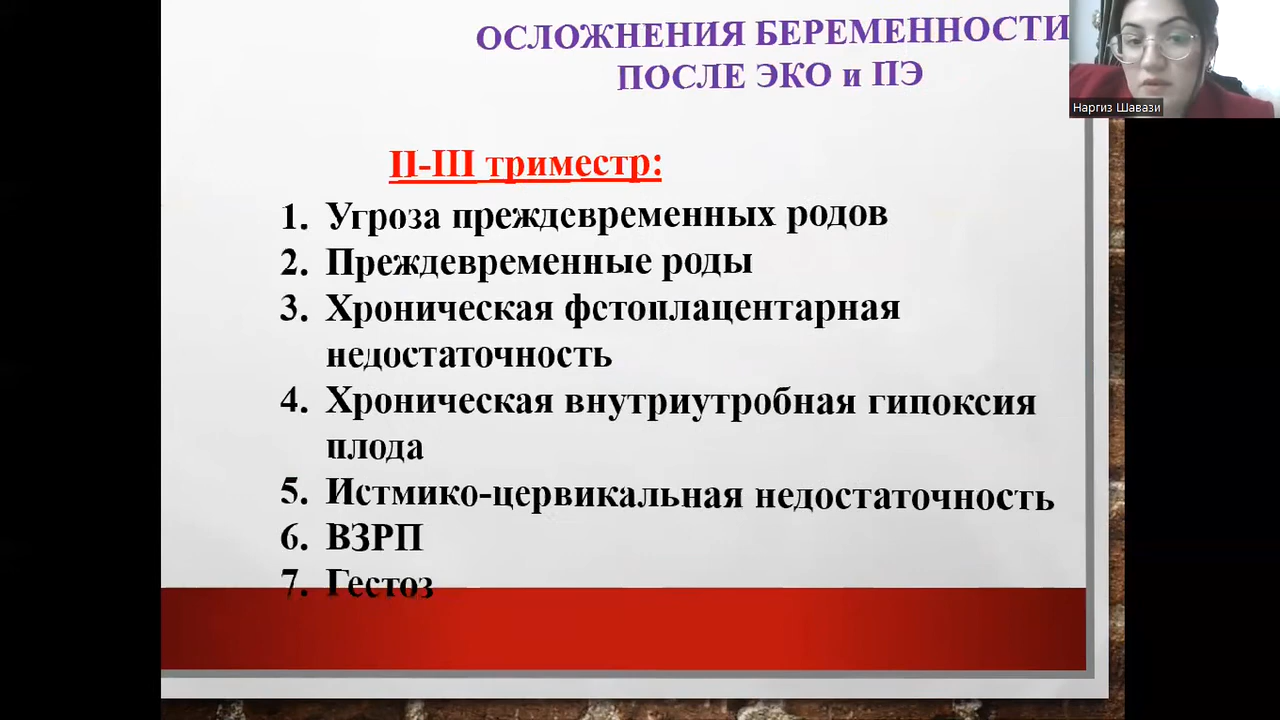 ОСЛОЖНЕНИЯ БЕРЕМЕННОСТИ
ПОСЛЕ ЭКО и ПЭ
Наргиз Шавази
II-III триместр:
1. Угроза преждевременных родов
2. Преждевременные роды
3. Хроническая фетоплацентарная
недостаточность
4. Хроническая внутриутробная гипоксия
плода
5. Истмико-цервикальная недостаточность
6. ВЗРП
7. Гестоз